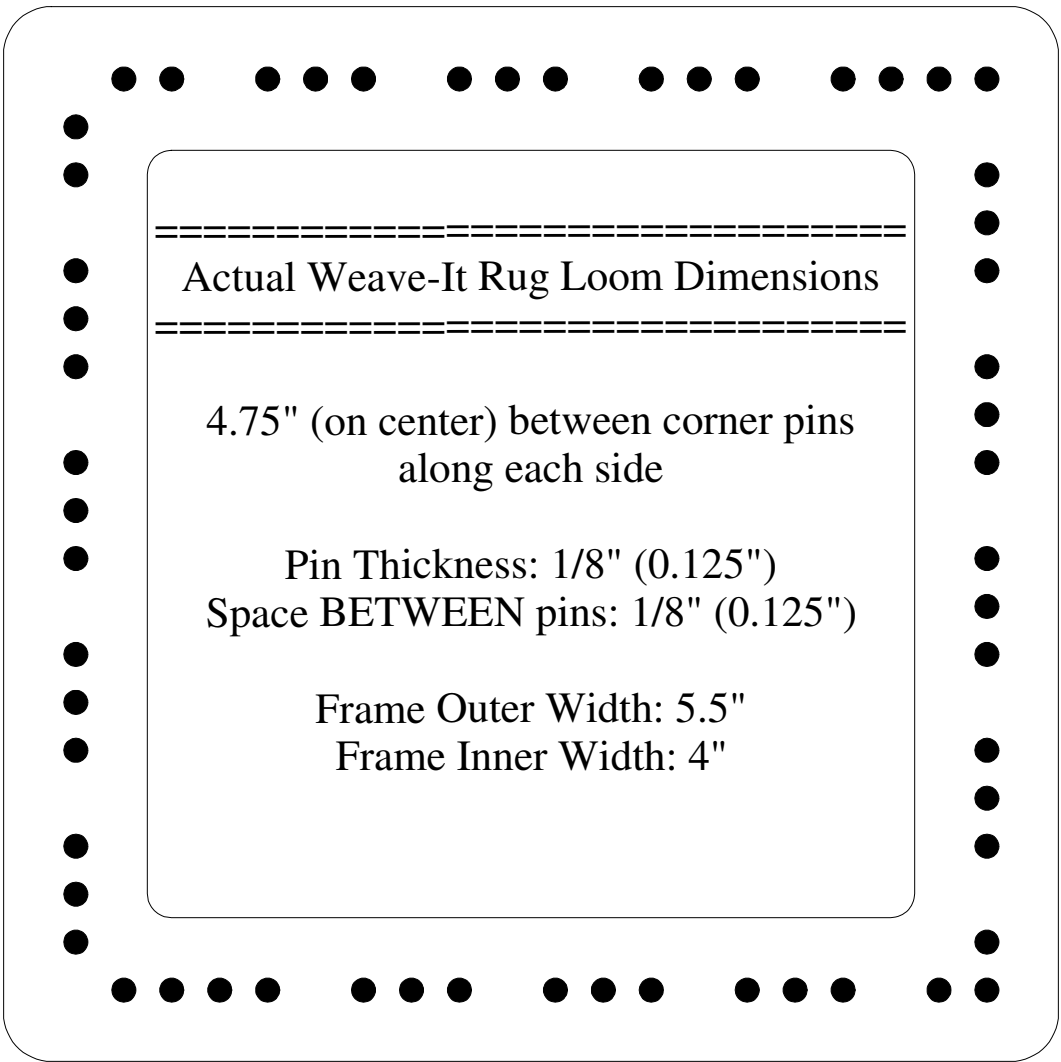 ===============================
Actual Weave-It Rug Loom Dimensions
===============================
4.75" (on center) between corner pins
along each side
Pin Thickness: 1/8" (0.125")
Space BETWEEN pins: 1/8" (0.125")
Frame Outer Width: 5.5"
Frame Inner Width: 4"